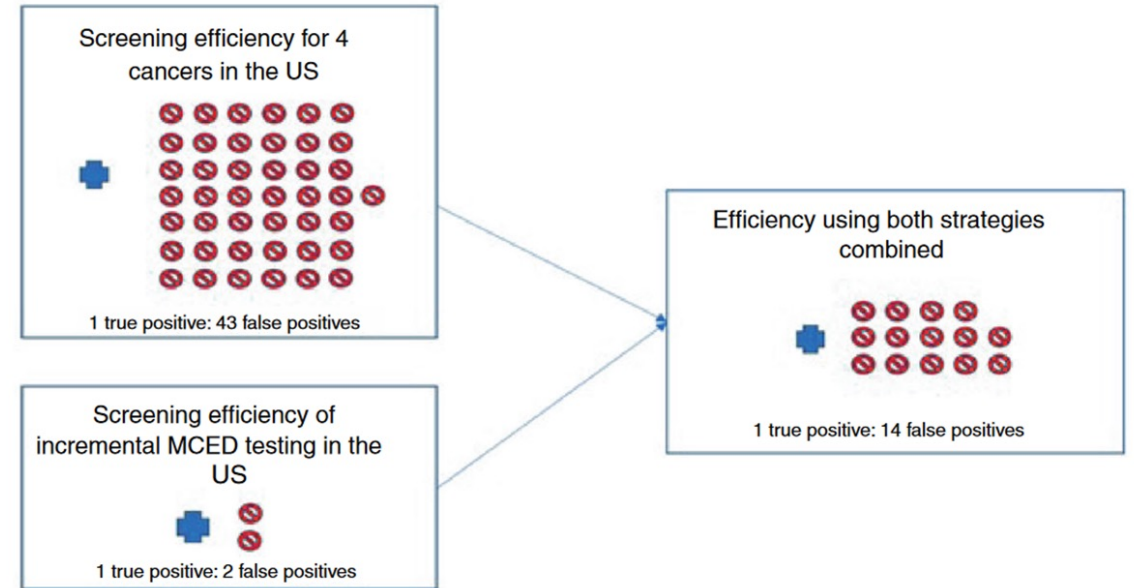 Screening efficiency for 4
cancers in the US
1 true positive: 43 false positives
Screening efficiency of
incremental MCED testing in the
US
1 true positive: 2 false positives
Efficiency using both strategies
combined
1 true positive: 14 false positives